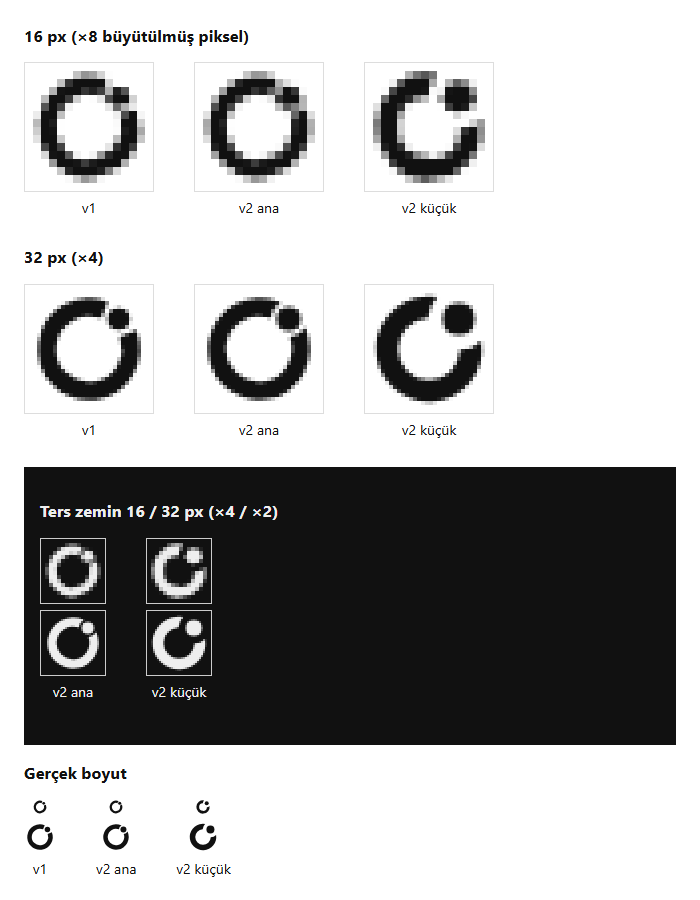 16 px (×8 büyütülmüş piksel)
v1
v2 ana
v2 küçük
32 px (×4)
v1
v2 ana
v2 küçük
Ters zemin 16 / 32 px (×4 / ×2)
v2 ana
v2 küçük
Gerçek boyut
v1
v2 ana
v2 küçük